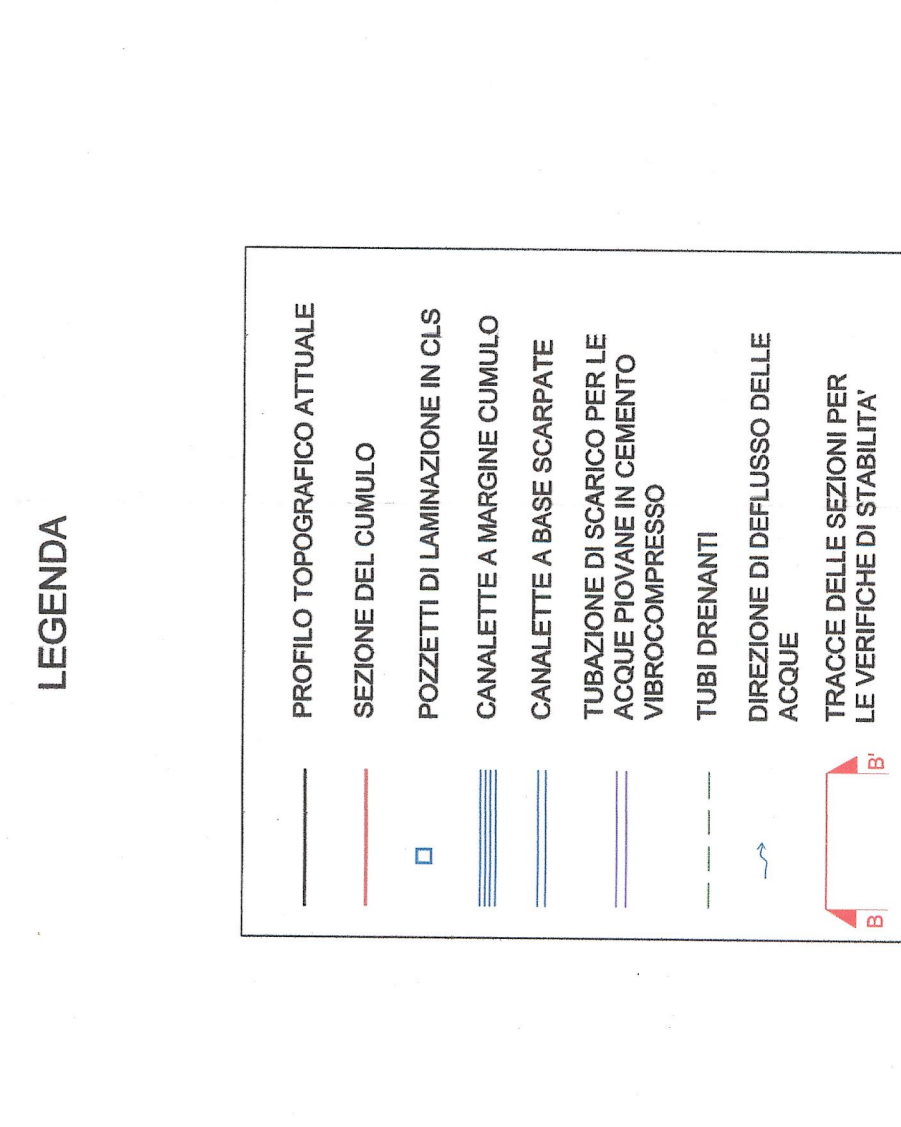 LEGENDA
PROFILO TOPOGRAFICO ATTUALE
SEZIONE DEL CUMULO
POZZETTI DI LAMINAZIONE IN CLS
CANALETTE A MARGINE CUMULO
CANALETTE A BASE SCARPATE
TUBAZIONE DI SCARICO PER LE
ACQUE PIOVANE IN CEMENTO
VIBROCOMPRESSO
TUBI DRENANTI
DIREZIONE DI DEFLUSSO DELLE
ACQUE
B B'
TRACCE DELLE SEZIONI PER
LE VERIFICHE DI STABILITA'